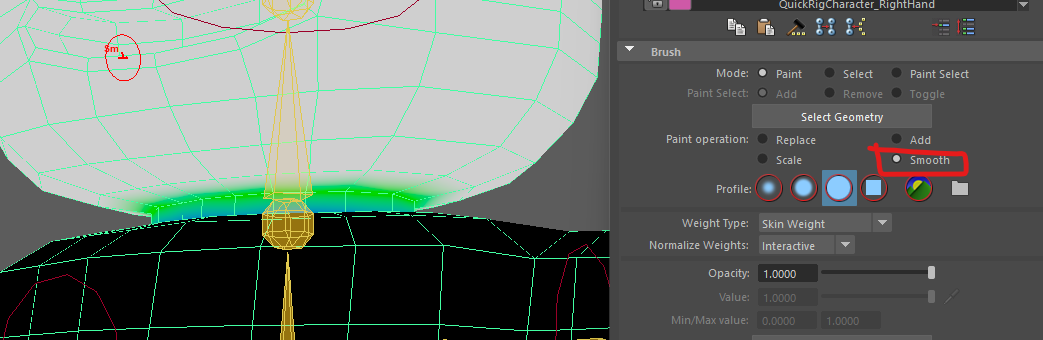 QuickRigCharacter_RightHand
Brush
Mode: Paint Select Paint Select
Paint Select: Add Remove Toggle
Select Geometry
Paint operation: Replace Add
Scale Smooth
Profile:
Weight Type: Skin Weight
Normalize Weights: Interactive
Opacity: 1.0000
Value: 1.0000
Min/Max value: 0.0000 1.0000